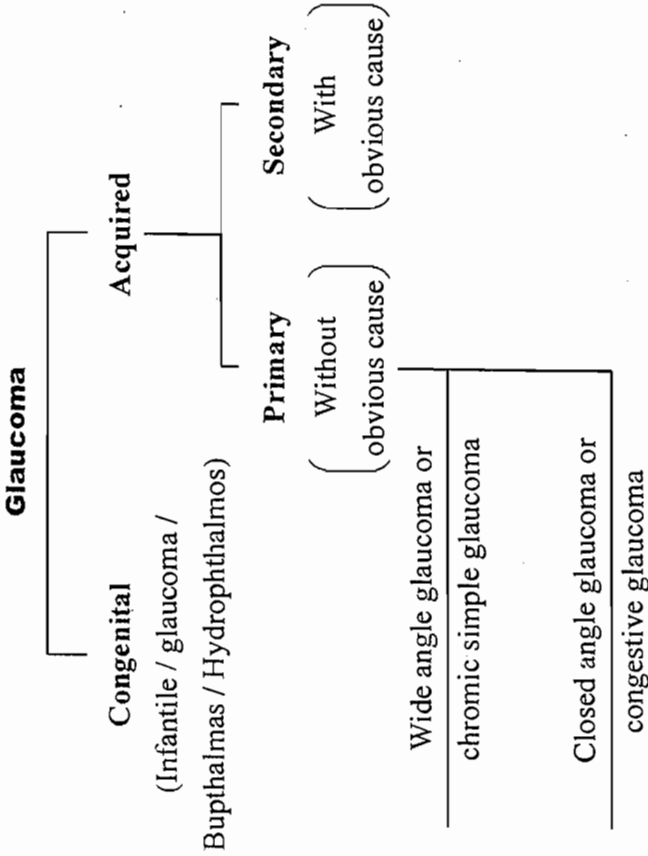 Glaucoma
Congenital
(Infantile / glaucoma /
Bupthalmas / Hydrophthalmos)
Acquired
Primary
(Without
obvious cause)
Secondary
(With
obvious cause)
Wide angle glaucoma or
chromic simple glaucoma
Closed angle glaucoma or
congestive glaucoma